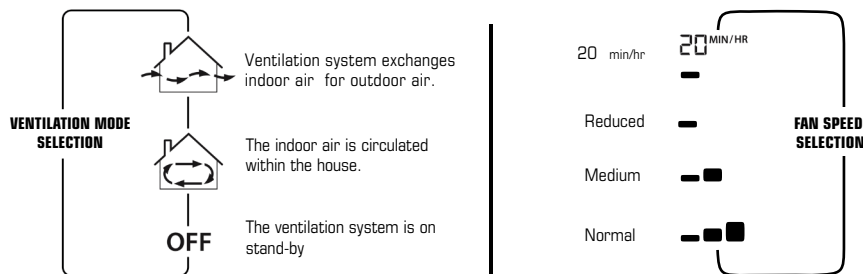 VENTILATION MODE
SELECTION
Ventilation system exchanges
indoor air for outdoor air.
The indoor air is circulated
within the house.
OFF
The ventilation system is on
stand-by
20 min/hr
20 MIN/HR
Reduced
Medium
Normal
FAN SPEED
SELECTION